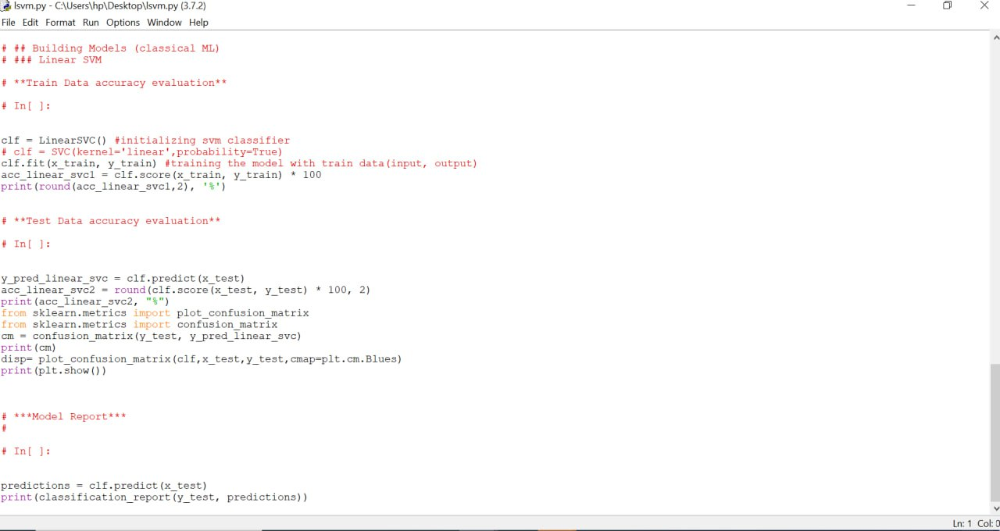 lsvm.py - C:\Users\hp\Desktop\lsvm.py (3.7.2)
File Edit Format Run Options Window Help
# ## Building Models (classical ML)
# ### Linear SVM
# **Train Data accuracy evaluation**
# In[ ]:
clf = LinearSVC() #initializing svm classifier
# clf = SVC(kernel='linear',probability=True)
clf.fit(x_train, y_train) #training the model with train data(input, output)
acc_linear_svc1 = clf.score(x_train, y_train) * 100
print(round(acc_linear_svc1,2), '%')
# **Test Data accuracy evaluation**
# In[ ]:
y_pred_linear_svc = clf.predict(x_test)
acc_linear_svc2 = round(clf.score(x_test, y_test) * 100, 2)
print(acc_linear_svc2, "%")
from sklearn.metrics import plot_confusion_matrix
from sklearn.metrics import confusion_matrix
cm = confusion_matrix(y_test, y_pred_linear_svc)
print(cm)
disp= plot_confusion_matrix(clf,x_test,y_test,cmap=plt.cm.Blues)
print(plt.show())
# ***Model Report***
#
# In[ ]:
predictions = clf.predict(x_test)
print(classification_report(y_test, predictions))
Ln: 1 Col: 0